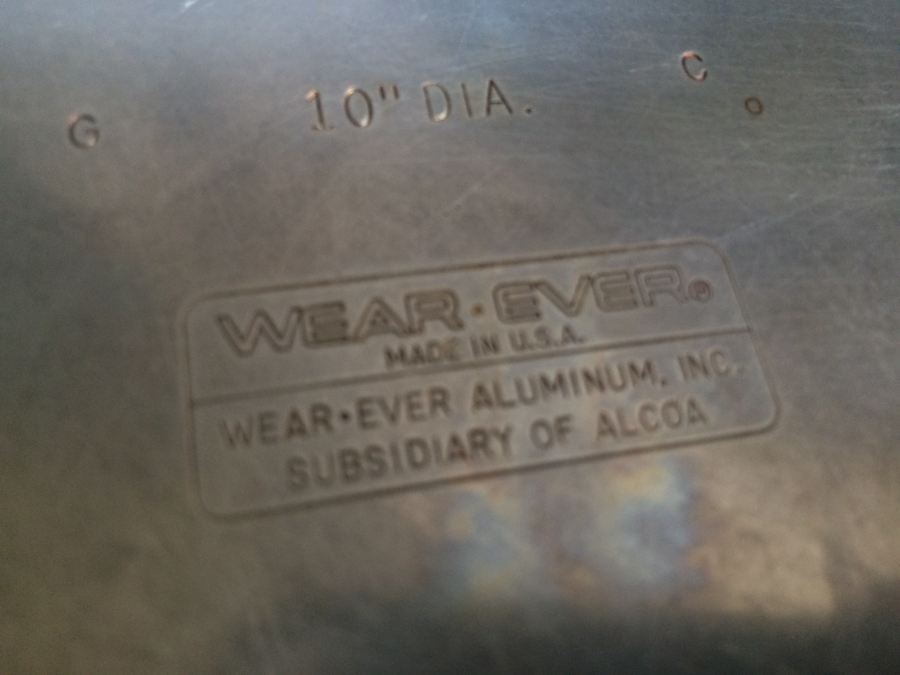 G 10" DIA. C
o
WEAR·EVER®
MADE IN U.S.A.
WEAR·EVER ALUMINUM, INC.
SUBSIDIARY OF ALCOA